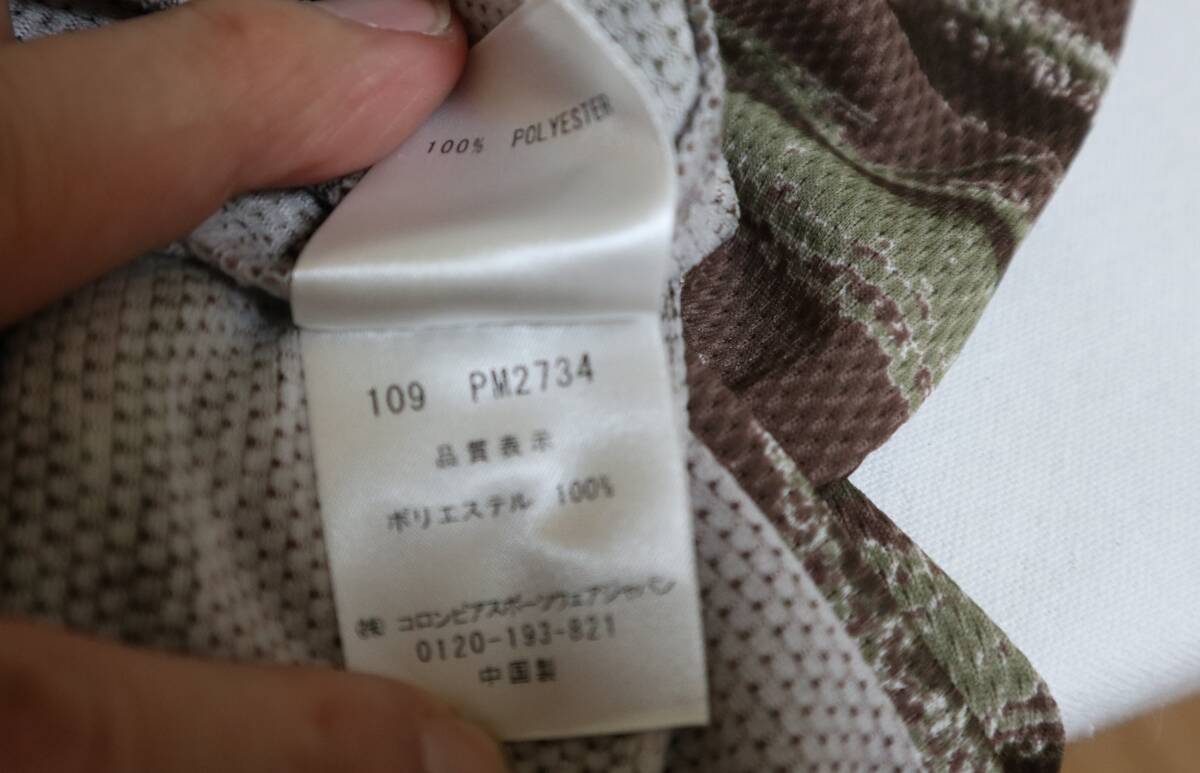 100% POLYESTER
109 PM2734
品質表示
ポリエステル 100%
(株) コロンビアスポーツウェアジャパン
0120-193-821
中国製